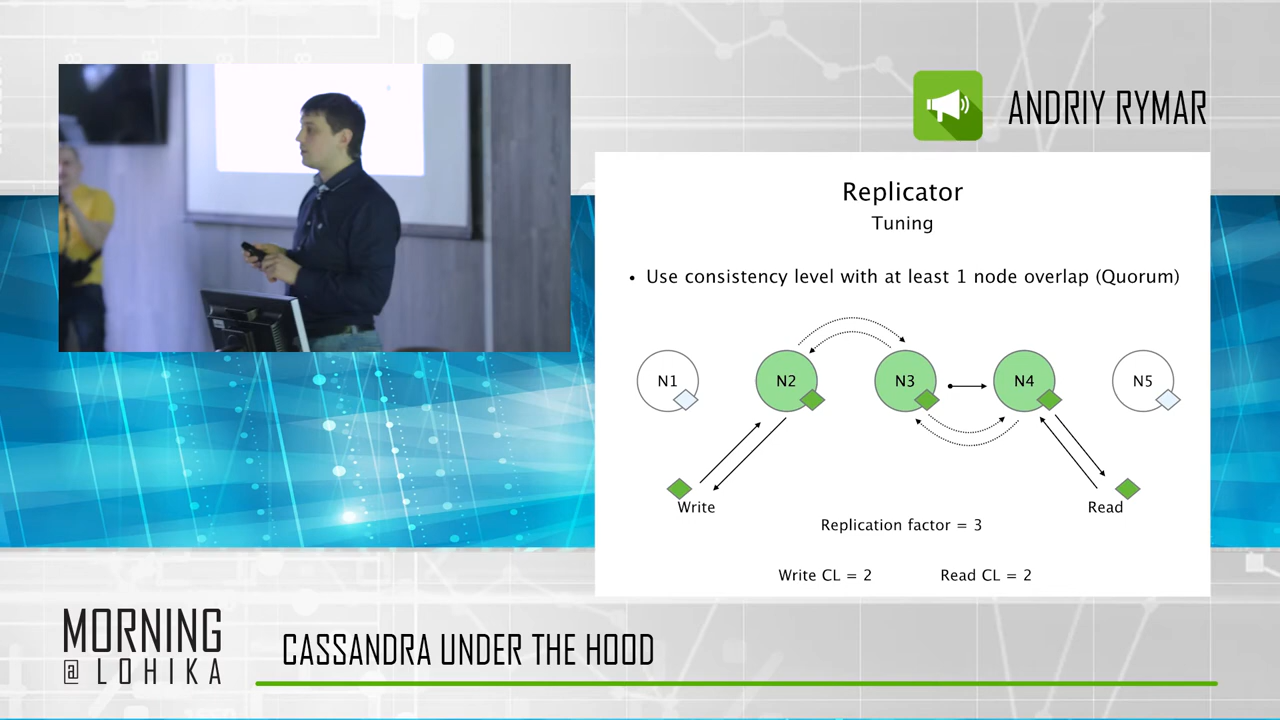 ANDRIY RYMAR
Replicator
Tuning
• Use consistency level with at least 1 node overlap (Quorum)
N1
N2
N3
N4
N5
Write
Read
Replication factor = 3
Write CL = 2
Read CL = 2
MORNING
@ LOHIKA
CASSANDRA UNDER THE HOOD